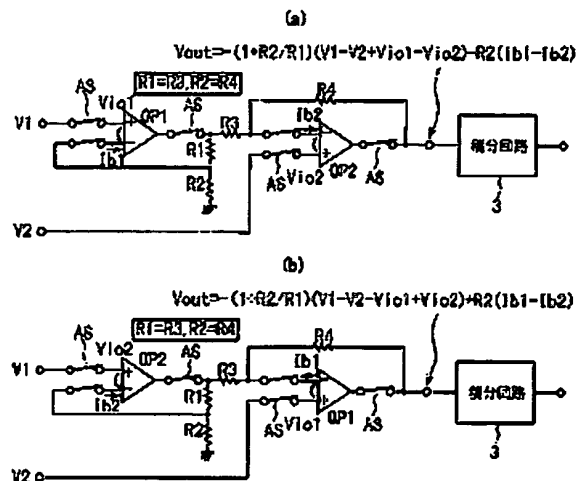 (a)
Vout=-(1+R2/R1)(V1-V2+Vio1-Vio2)-R2(Ib1-Ib2)
R1=R3,R2=R4
AS
Vio1
OP1
AS
R4
V1
R3
Ib2
Ib1
R1
AS
Vio2
OP2
AS
積分回路
R2
3
V2
(b)
Vout=-(1+R2/R1)(V1-V2-Vio1+Vio2)+R2(Ib1-Ib2)
R1=R3,R2=R4
AS
Vio2
OP2
AS
R4
V1
R3
Ib1
Ib2
R1
AS
Vio1
OP1
AS
積分回路
R2
3
V2